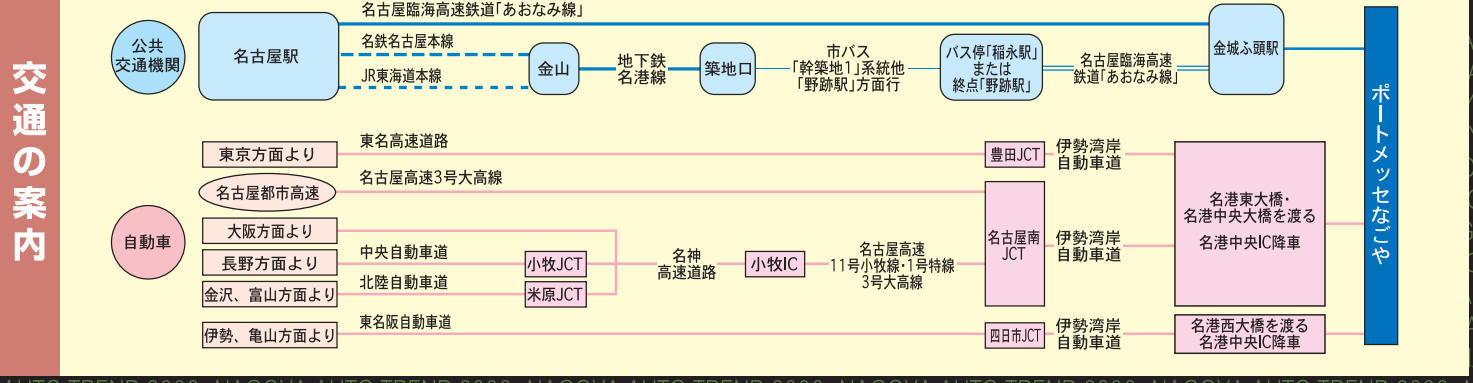 交通の案内
公共
交通機関
名古屋駅
名古屋臨海高速鉄道「あおなみ線」
名鉄名古屋本線
JR東海道本線
金山
地下鉄
名港線
築地口
市バス
「幹築地1」系統他
「野跡駅」方面行
バス停「稲永駅」
または
終点「野跡駅」
名古屋臨海高速
鉄道「あおなみ線」
金城ふ頭駅
ポートメッセなごや
自動車
東京方面より
東名高速道路
豊田JCT
伊勢湾岸
自動車道
名古屋都市高速
名古屋高速3号大高線
大阪方面より
長野方面より
中央自動車道
小牧JCT
金沢、富山方面より
北陸自動車道
米原JCT
名神
高速道路
小牧IC
名古屋高速
11号小牧線・1号特線
3号大高線
名古屋南
JCT
伊勢湾岸
自動車道
名港東大橋・
名港中央大橋を渡る
名港中央IC降車
伊勢、亀山方面より
東名阪自動車道
四日市JCT
伊勢湾岸
自動車道
名港西大橋を渡る
名港中央IC降車